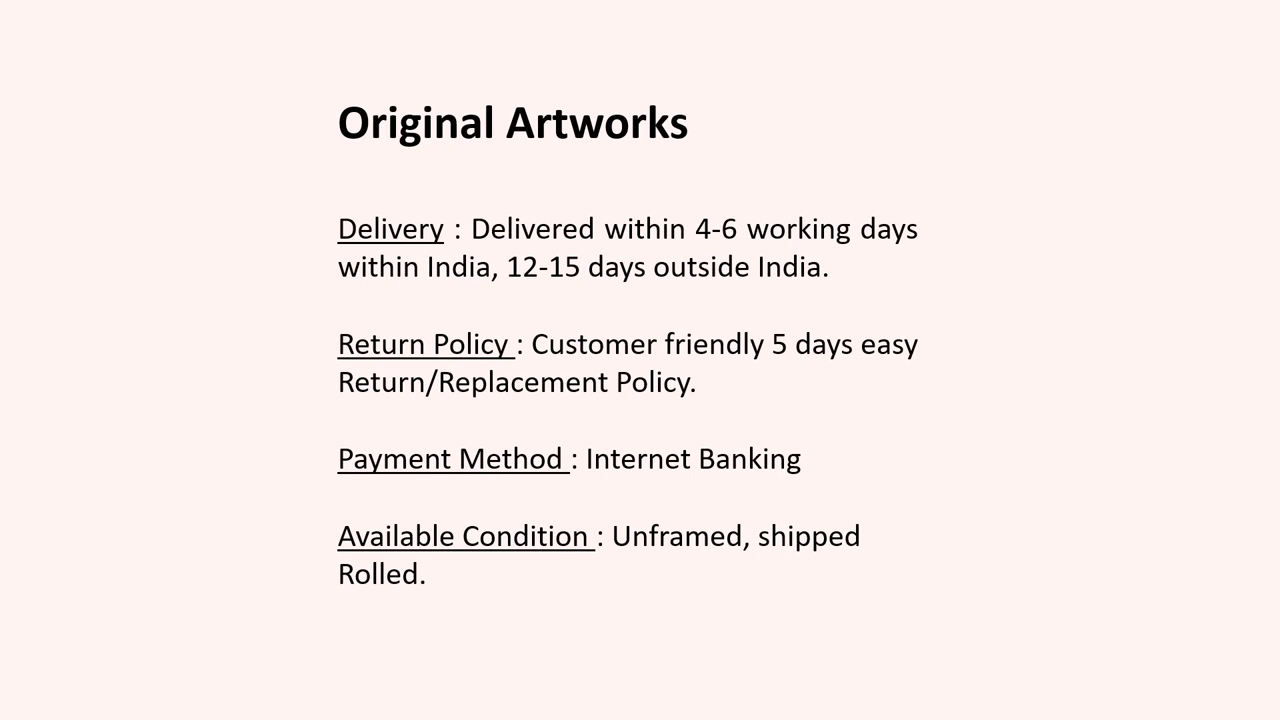 Original Artworks
Delivery : Delivered within 4-6 working days
within India, 12-15 days outside India.
Return Policy : Customer friendly 5 days easy
Return/Replacement Policy.
Payment Method : Internet Banking
Available Condition : Unframed, shipped
Rolled.